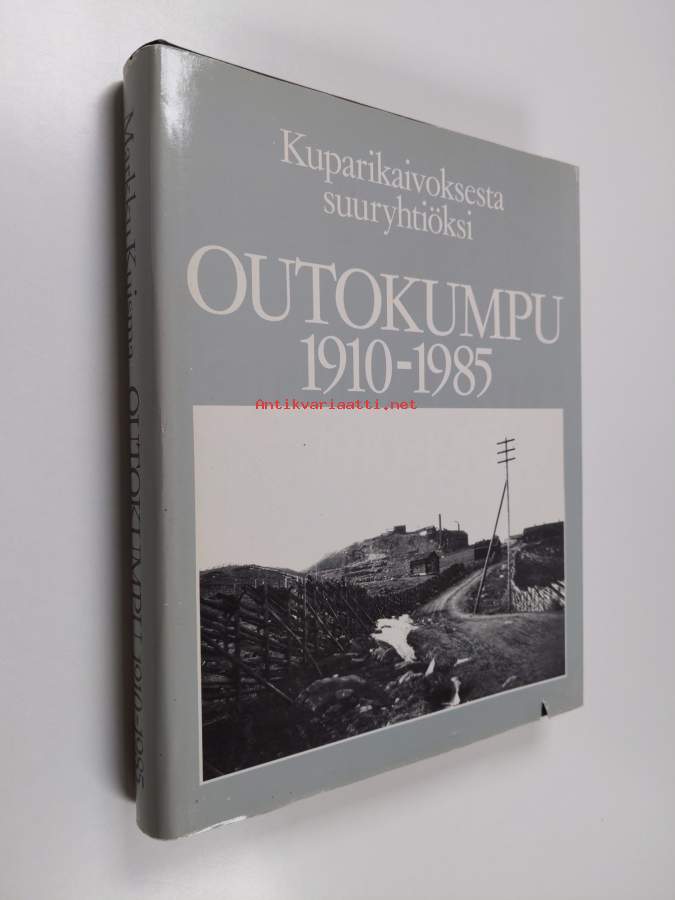 Kuparikaivoksesta
suuryhtiöksi
OUTOKUMPU
1910-1985
Antikvariaatti.net
Markku Kuisma OUTOKUMPU 1910-1985